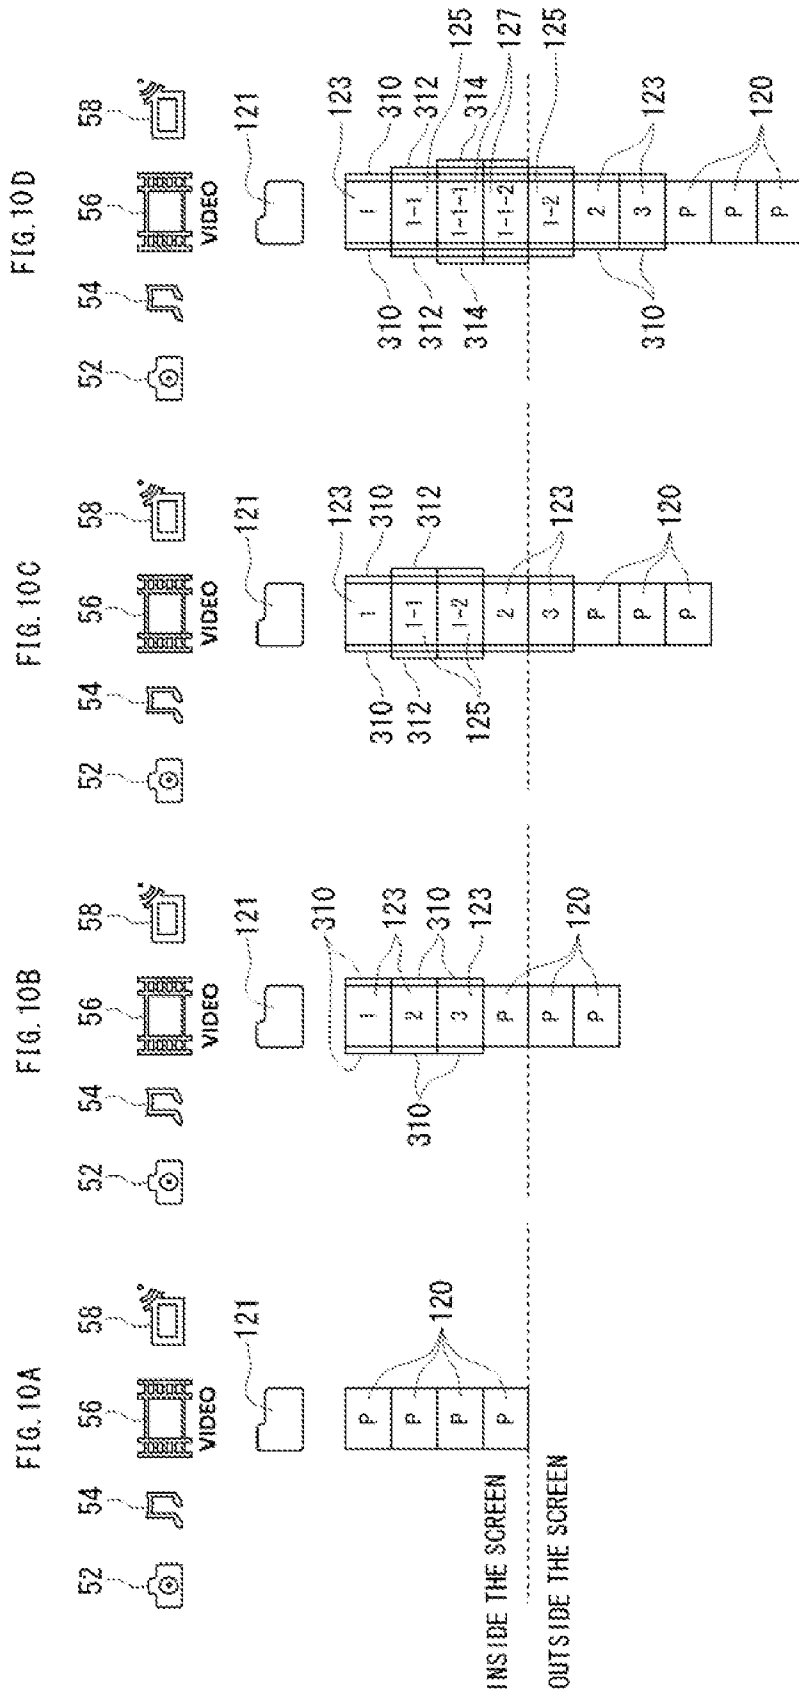 FIG. 10A
52 54 56 58
VIDEO
121
P
P
120
P
P
INSIDE THE SCREEN
OUTSIDE THE SCREEN
FIG. 10B
52 54 56 58
VIDEO
121
310
1
123
2
310 310
3 123
P
P 120
P
FIG. 10C
52 54 56 58
VIDEO
121
123
310 1 310
312 1-1 312
125 1-2
2
3 123
P
P 120
P
FIG. 10D
52 54 56 58
VIDEO
121
123
310 1 310
312 1-1 312
125
314 1-1-1 314
1-1-2 127
1-2 125
2
310 3 123
P
P 120
P